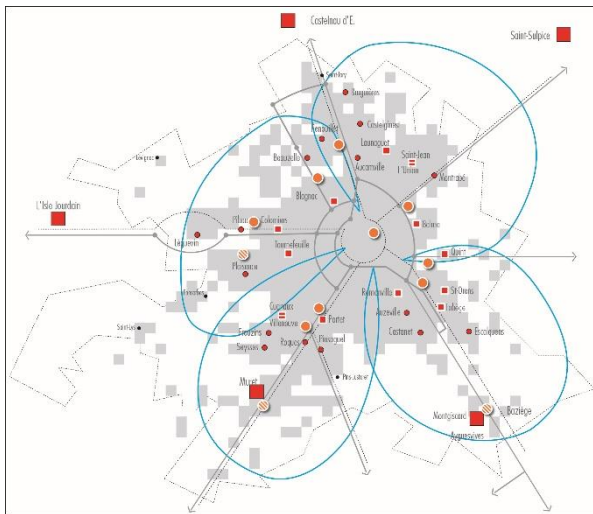 Castelnau d'E.
Saint-Sulpice
Bruguières
Castelginest
Fenouillet
Launaguet
Saint-Jean
l'Union
Beauzelle
Aucamville
Montrabé
Blagnac
L'Isle Jourdain
Pibrac
Colomiers
Balma
Léguevin
Tournefeuille
Quint
Plaisance
Ramonville
St-Orens
Labège
Cugnaux
Villeneuve
Portet
Auzeville
Frouzins
Castanet
Escalquens
Roques
Pinsaguel
Seysses
Muret
Montgiscard
Baziège
Ayguesvives